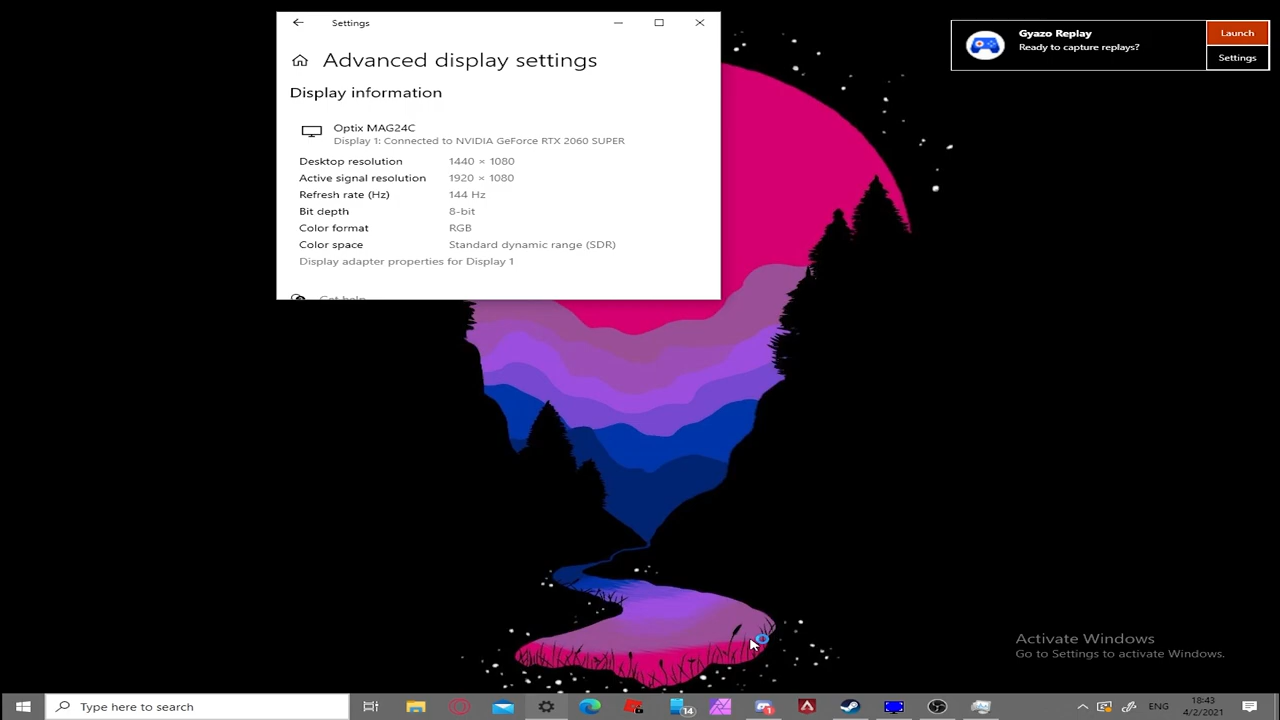 Settings
Advanced display settings
Display information
Optix MAG24C
Display 1: Connected to NVIDIA GeForce RTX 2060 SUPER
Desktop resolution 1440 × 1080
Active signal resolution 1920 × 1080
Refresh rate (Hz) 144 Hz
Bit depth 8-bit
Color format RGB
Color space Standard dynamic range (SDR)
Display adapter properties for Display 1
Get help
Gyazo Replay
Ready to capture replays?
Launch
Settings
Activate Windows
Go to Settings to activate Windows.
Type here to search
14
1
ENG
18:43
4/2/2021